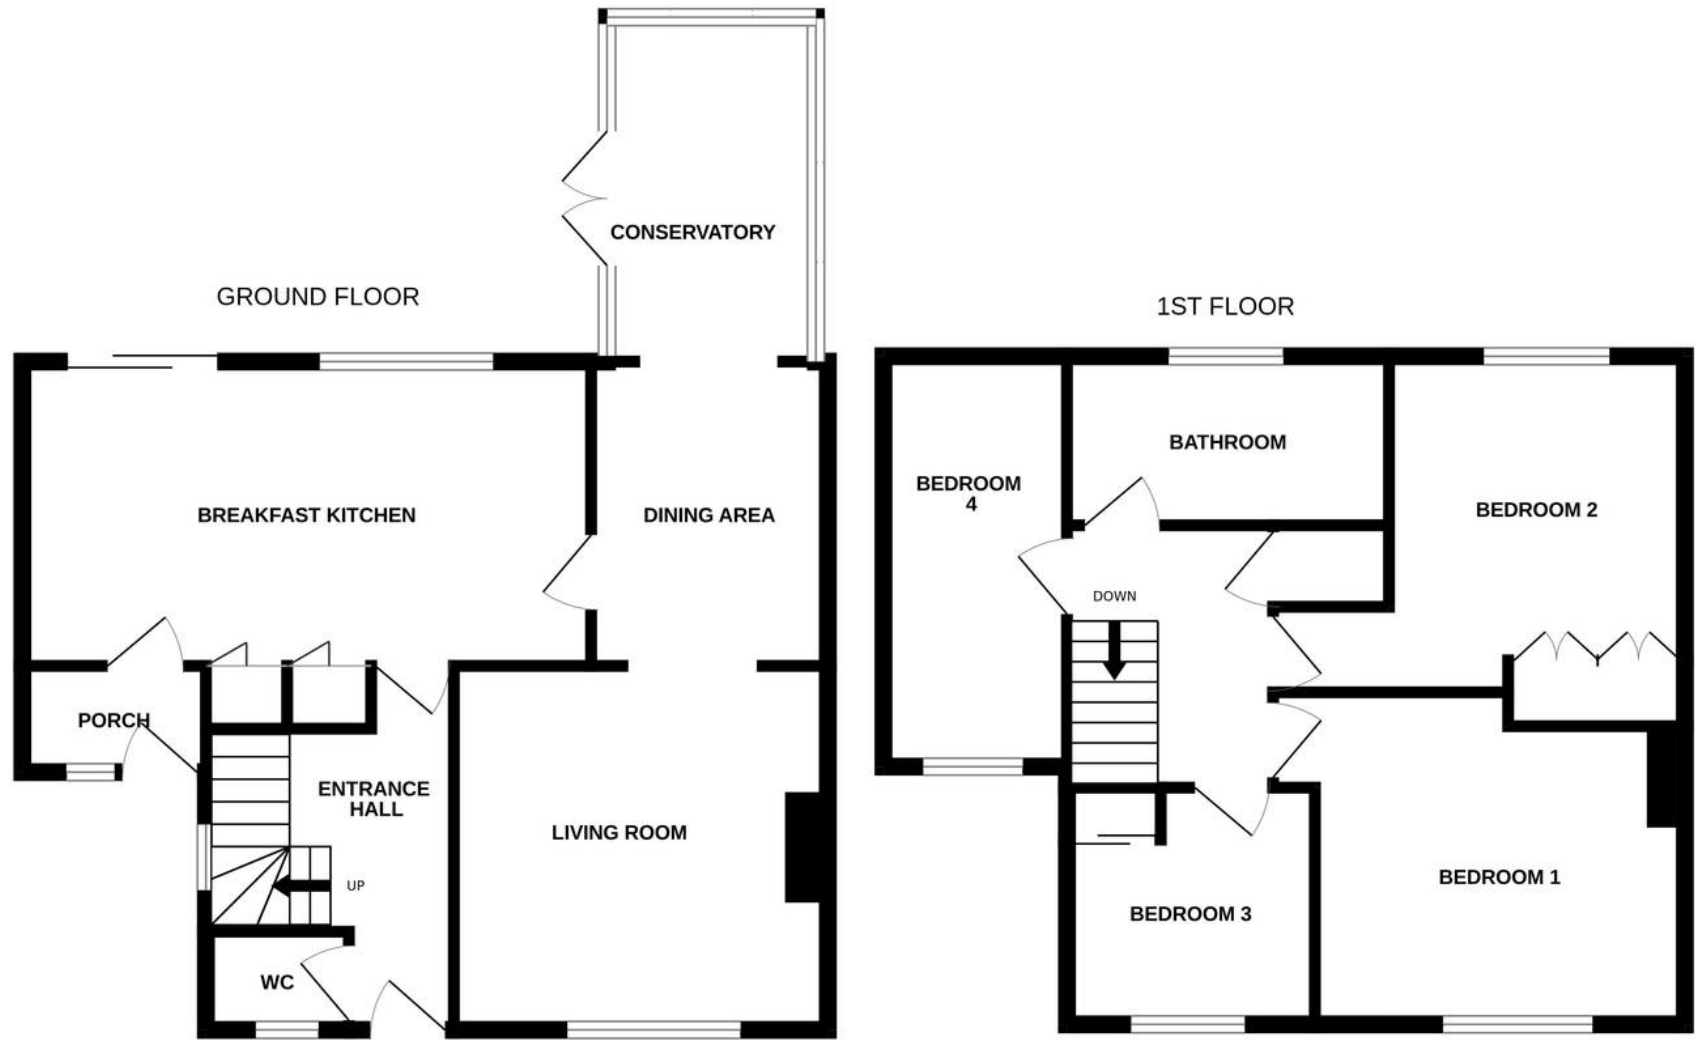 GROUND FLOOR
CONSERVATORY
BREAKFAST KITCHEN
DINING AREA
PORCH
ENTRANCE
HALL
LIVING ROOM
UP
WC
1ST FLOOR
BATHROOM
BEDROOM
4
BEDROOM 2
DOWN
BEDROOM 1
BEDROOM 3